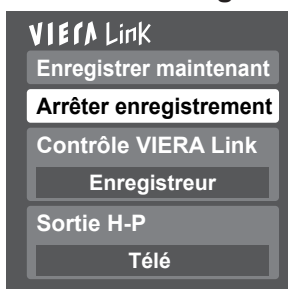 VIERA Link
Enregistrer maintenant
Arrêter enregistrement
Contrôle VIERA Link
Enregistreur
Sortie H-P
Télé